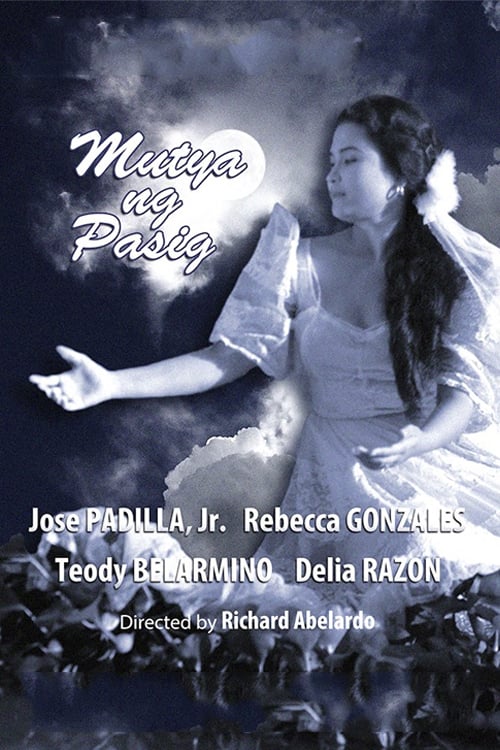 Mutya
ng
Pasig
Jose PADILLA, Jr. Rebecca GONZALES
Teody BELARMINO Delia RAZON
Directed by Richard Abelardo